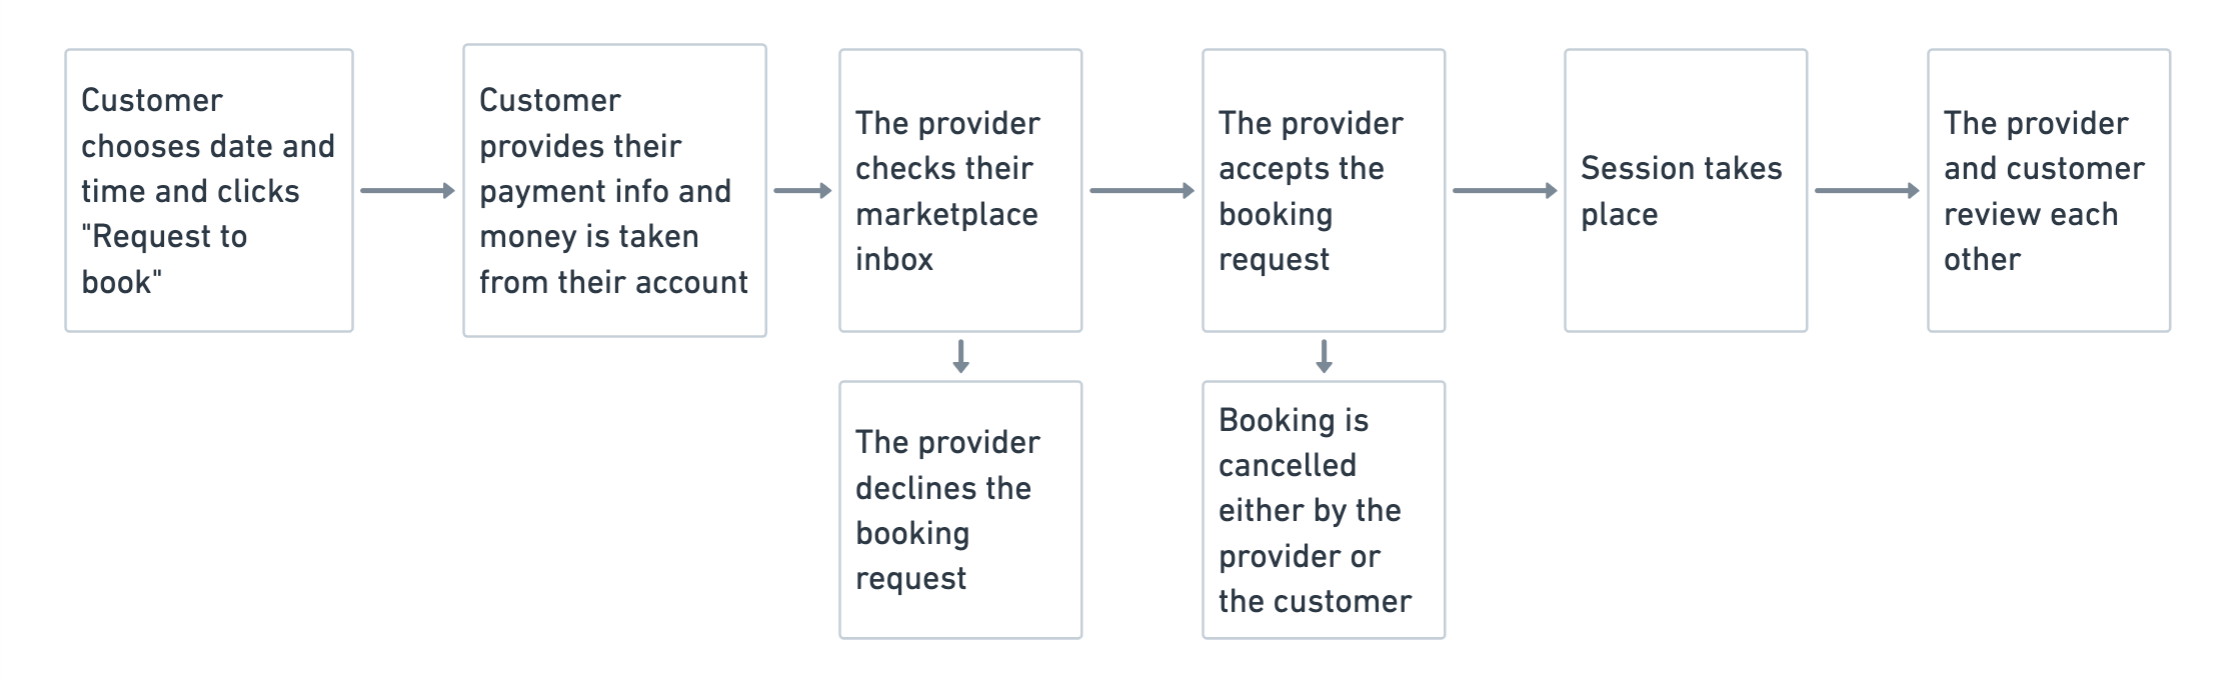 Customer
chooses date and
time and clicks
"Request to
book"
Customer
provides their
payment info and
money is taken
from their account
The provider
checks their
marketplace
inbox
The provider
accepts the
booking
request
Session takes
place
The provider
and customer
review each
other
The provider
declines the
booking
request
Booking is
cancelled
either by the
provider or
the customer